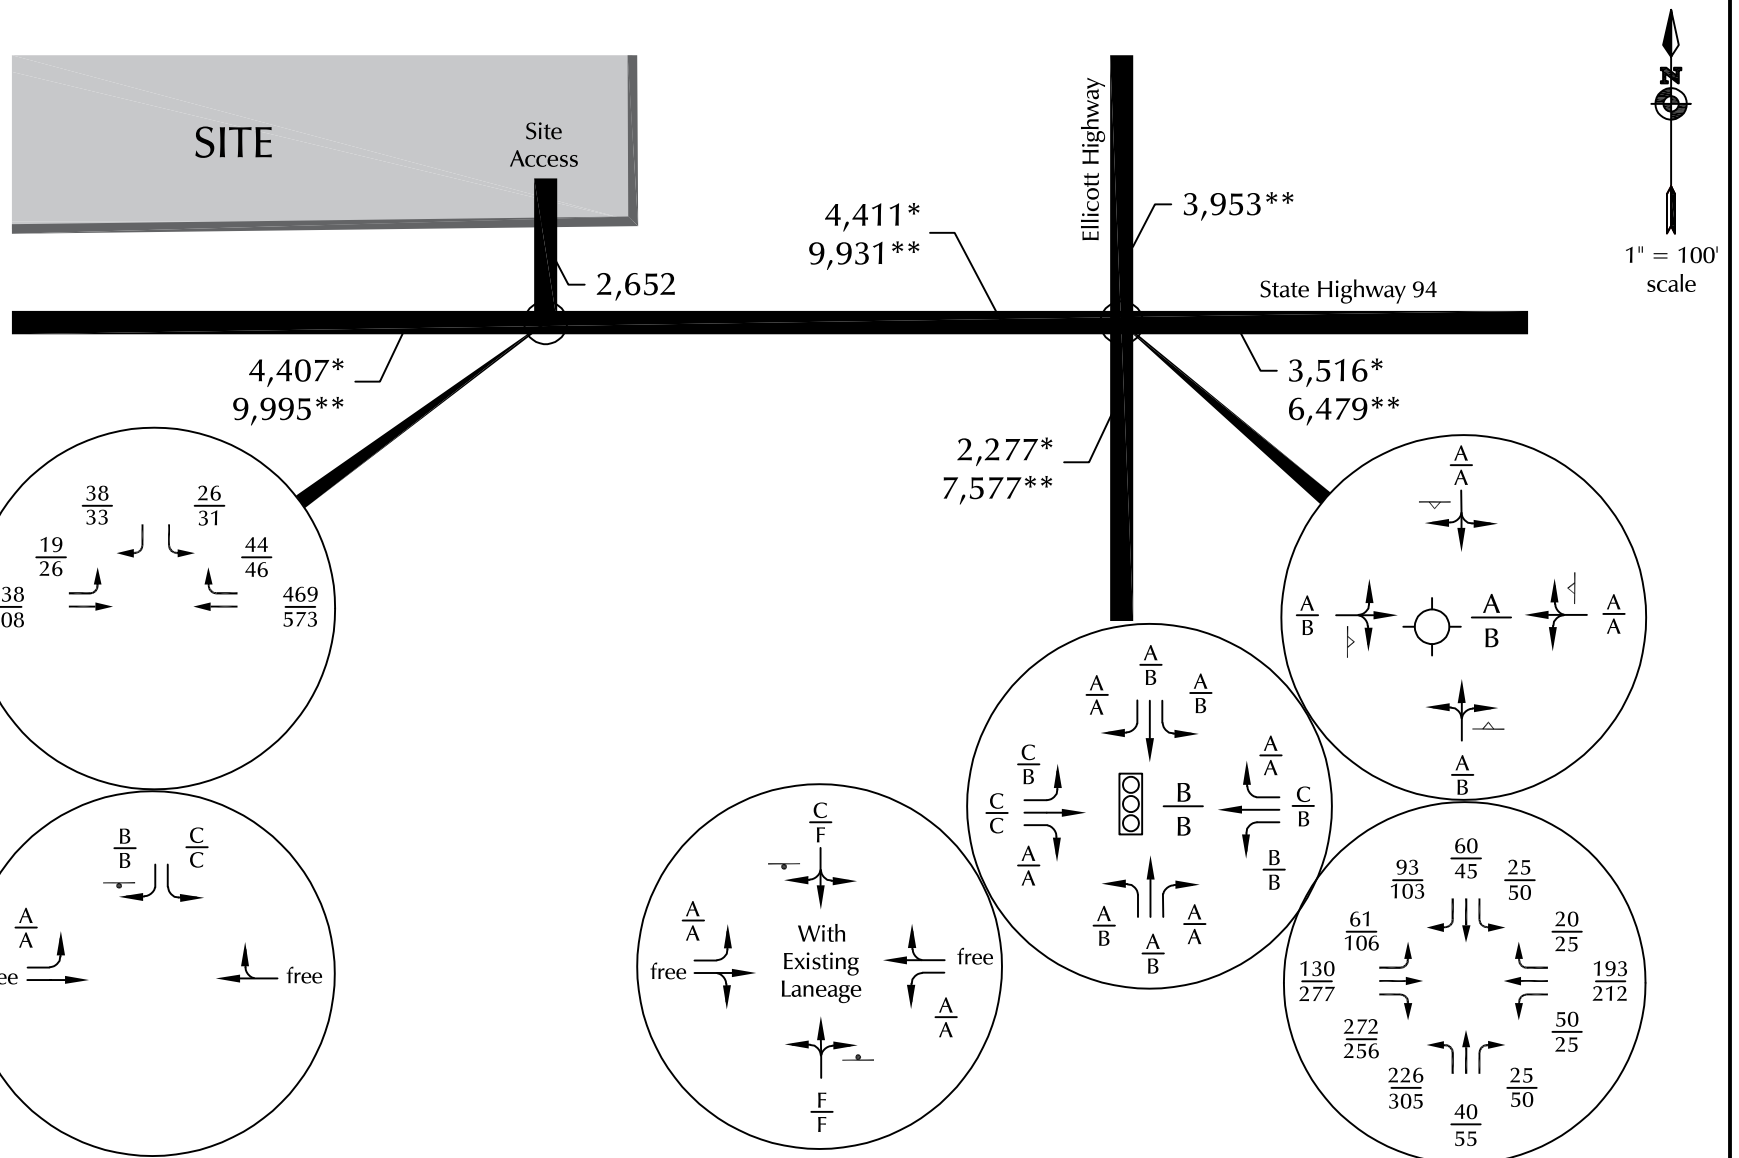 SITE
Site
Access
2,652
4,411*
9,931**
Ellicott Highway
3,953**
N
1" = 100'
scale
State Highway 94
4,407*
9,995**
3,516*
6,479**
2,277*
7,577**
38
33
26
31
19
26
44
46
38
08
469
573
B
B
C
C
A
A
ee
free
C
F
A
A
free
With
Existing
Laneage
free
A
A
F
F
A
B
A
A
A
B
C
B
A
A
C
C
B
B
C
B
A
A
B
B
A
B
A
A
A
B
A
A
A
B
A
B
A
A
A
B
60
45
93
103
25
50
61
106
20
25
130
277
193
212
272
256
50
25
226
305
25
50
40
55